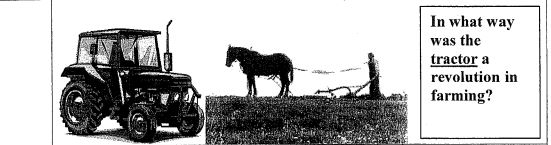 In what way
was the
tractor a
revolution in
farming?